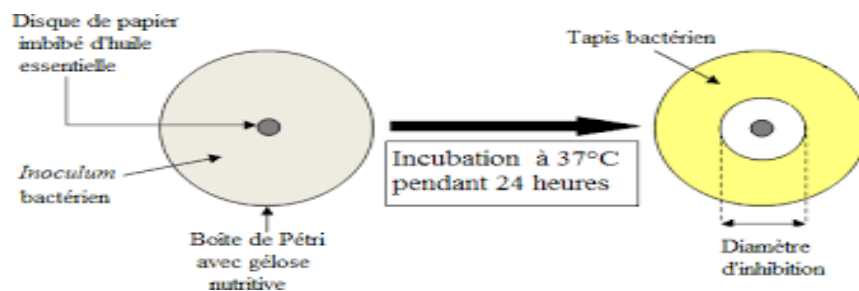 Disque de papier
imbibé d'huile
essentielle
Inoculum
bactérien
Boîte de Pétri
avec gélose
nutritive
Incubation à 37°C
pendant 24 heures
Tapis bactérien
Diamètre
d'inhibition